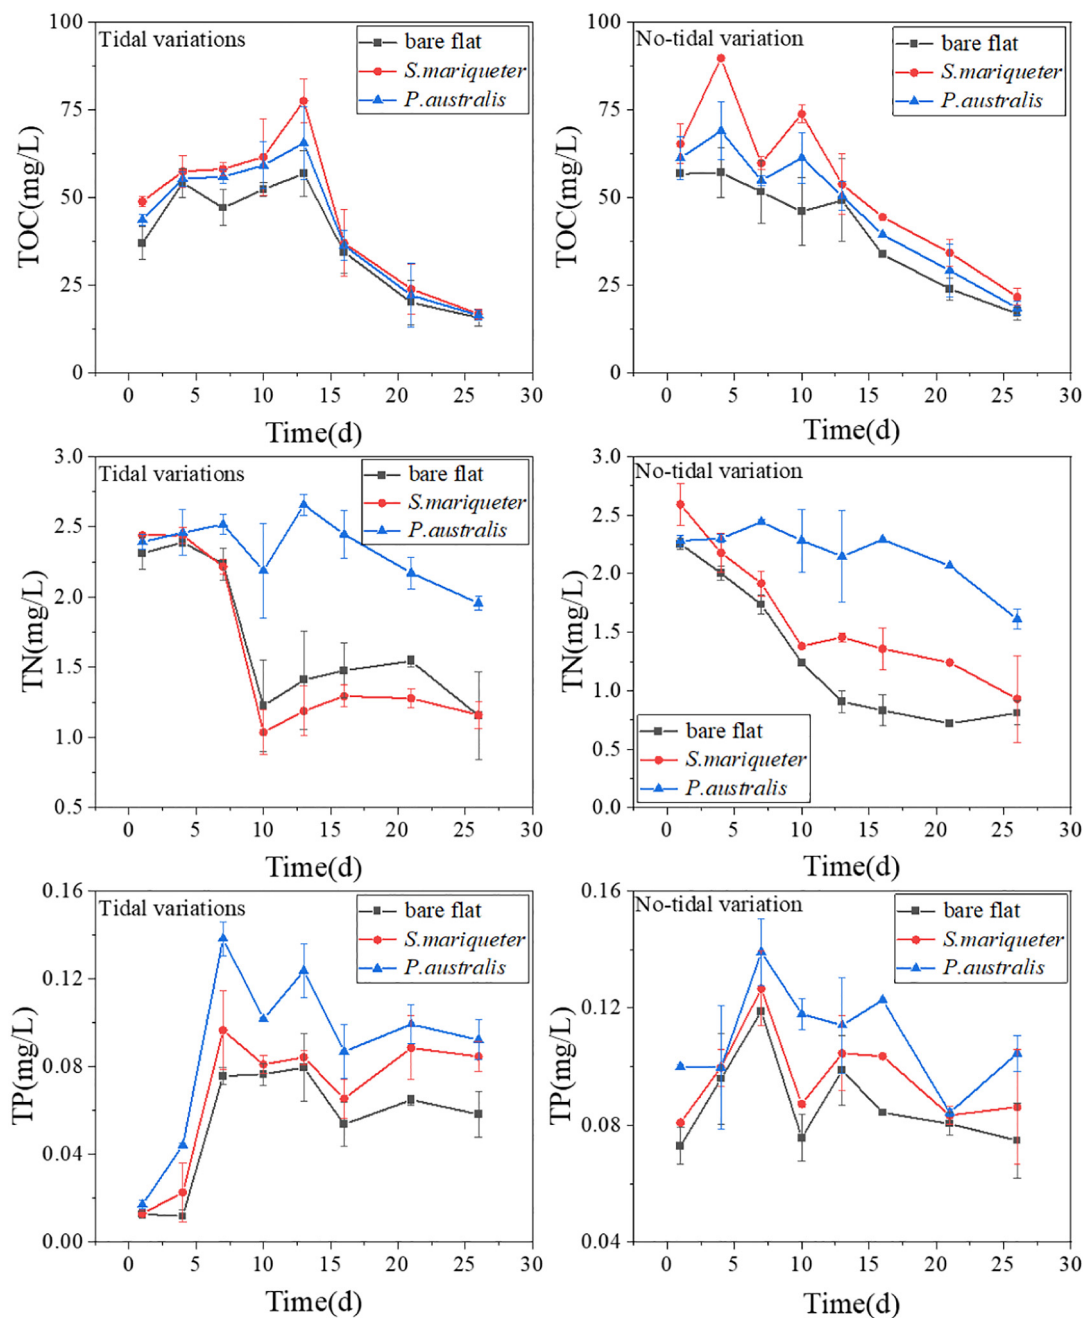 Tidal variations
bare flat
S.mariqueter
P.australis
TOC(mg/L)
100
75
50
25
0
0 5 10 15 20 25 30
Time(d)
No-tidal variation
bare flat
S.mariqueter
P.australis
TOC(mg/L)
100
75
50
25
0
0 5 10 15 20 25 30
Time(d)
Tidal variations
bare flat
S.mariqueter
P.australis
TN(mg/L)
3.0
2.5
2.0
1.5
1.0
0.5
0 5 10 15 20 25 30
Time(d)
No-tidal variation
bare flat
S.mariqueter
P.australis
TN(mg/L)
3.0
2.5
2.0
1.5
1.0
0.5
0.0
0 5 10 15 20 25 30
Time(d)
Tidal variations
bare flat
S.mariqueter
P.australis
TP(mg/L)
0.16
0.12
0.08
0.04
0.00
0 5 10 15 20 25 30
Time(d)
No-tidal variation
bare flat
S.mariqueter
P.australis
TP(mg/L)
0.16
0.12
0.08
0.04
0 5 10 15 20 25 30
Time(d)